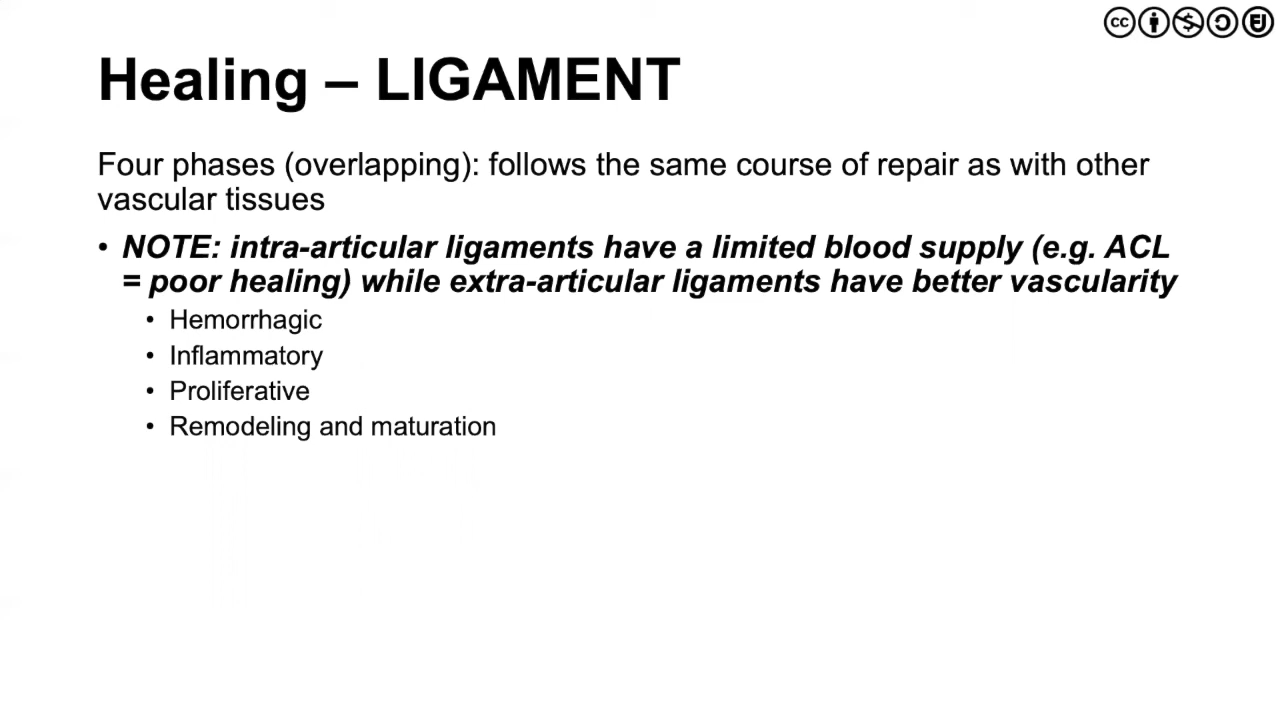 Healing – LIGAMENT
Four phases (overlapping): follows the same course of repair as with other
vascular tissues
• NOTE: intra-articular ligaments have a limited blood supply (e.g. ACL
= poor healing) while extra-articular ligaments have better vascularity
• Hemorrhagic
• Inflammatory
• Proliferative
• Remodeling and maturation